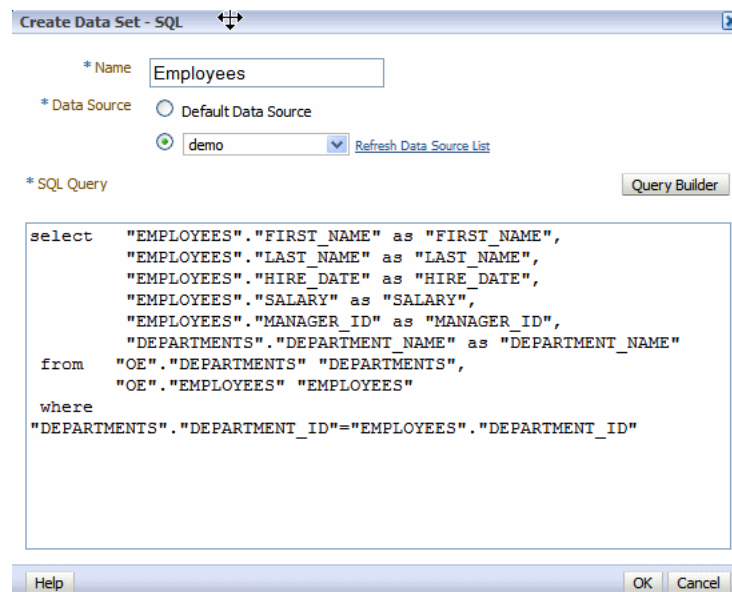 Create Data Set - SQL
* Name Employees
* Data Source Default Data Source
demo Refresh Data Source List
* SQL Query Query Builder
select "EMPLOYEES"."FIRST_NAME" as "FIRST_NAME",
"EMPLOYEES"."LAST_NAME" as "LAST_NAME",
"EMPLOYEES"."HIRE_DATE" as "HIRE_DATE",
"EMPLOYEES"."SALARY" as "SALARY",
"EMPLOYEES"."MANAGER_ID" as "MANAGER_ID",
"DEPARTMENTS"."DEPARTMENT_NAME" as "DEPARTMENT_NAME"
from "OE"."DEPARTMENTS" "DEPARTMENTS",
"OE"."EMPLOYEES" "EMPLOYEES"
where
"DEPARTMENTS"."DEPARTMENT_ID"="EMPLOYEES"."DEPARTMENT_ID"
Help OK Cancel